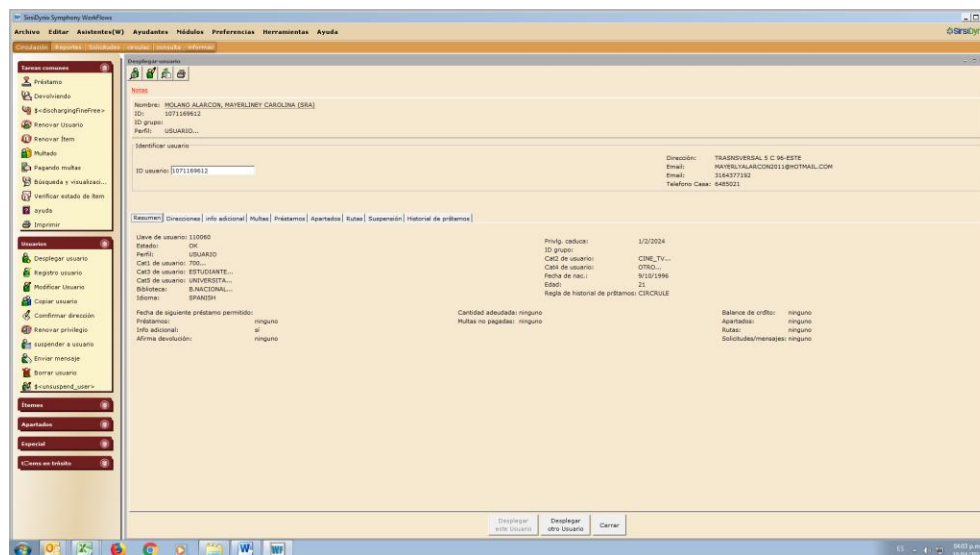 SirsiDynix Symphony WorkFlows
Archivo Editar Asistentes(W) Ayudantes Módulos Preferencias Herramientas Ayuda
SirsiDyn
Circulación Reportes Solicitudes
Tareas comunes
Préstamo
Devolviendo
$<dischargingFineFree>
Renovar Usuario
Renovar Ítem
Multado
Pagando multas
Búsqueda y visualizaci...
Verificar estado de ítem
ayuda
Imprimir
Usuarios
Desplegar usuario
Registro usuario
Modificar Usuario
Copiar usuario
Comfirmar dirección
Renovar privilegio
suspender a usuario
Enviar mensaje
Borrar usuario
$<unsuspend_user>
Ítemes
Apartados
Especial
Desplegar usuario
Notas
Nombre: MOLANO ALARCON, MAYERLINEY CAROLINA (SRA)
ID: 1071169612
ID grupo:
Perfil: USUARIO...
Identificar usuario
ID usuario: 1071169612
Dirección: TRASNSVERSAL 5 C 96-ESTE
Email: MAYERLYALARCON2011@HOTMAIL.COM
Email: 3164377192
Telefono Casa: 6485021
Resumen Direcciones info adicional Multas Préstamos Apartados Rutas Suspensión Historial de préstamos
Llave de usuario: 110060
Estado: OK
Perfil: USUARIO
Cat1 de usuario: 700...
Cat3 de usuario: ESTUDIANTE...
Cat5 de usuario: UNIVERSITA...
Biblioteca: B.NACIONAL...
Idioma: SPANISH
Privlg. caduca: 1/2/2024
ID grupo:
Cat2 de usuario: CINE_TV...
Cat4 de usuario: OTRO...
Fecha de nac.: 9/10/1996
Edad: 21
Regla de historial de préstamos: CIRCRULE
Fecha de siguiente préstamo permitido:
Préstamos: ninguno
Info adicional: sí
Afirma devolución: ninguno
Cantidad adeudada: ninguno
Multas no pagadas: ninguno
Balance de crdito: ninguno
Apartados: ninguno
Rutas: ninguno
Solicitudes/mensajes: ninguno
Desplegar este Usuario
Desplegar otro Usuario
Cerrar
ES